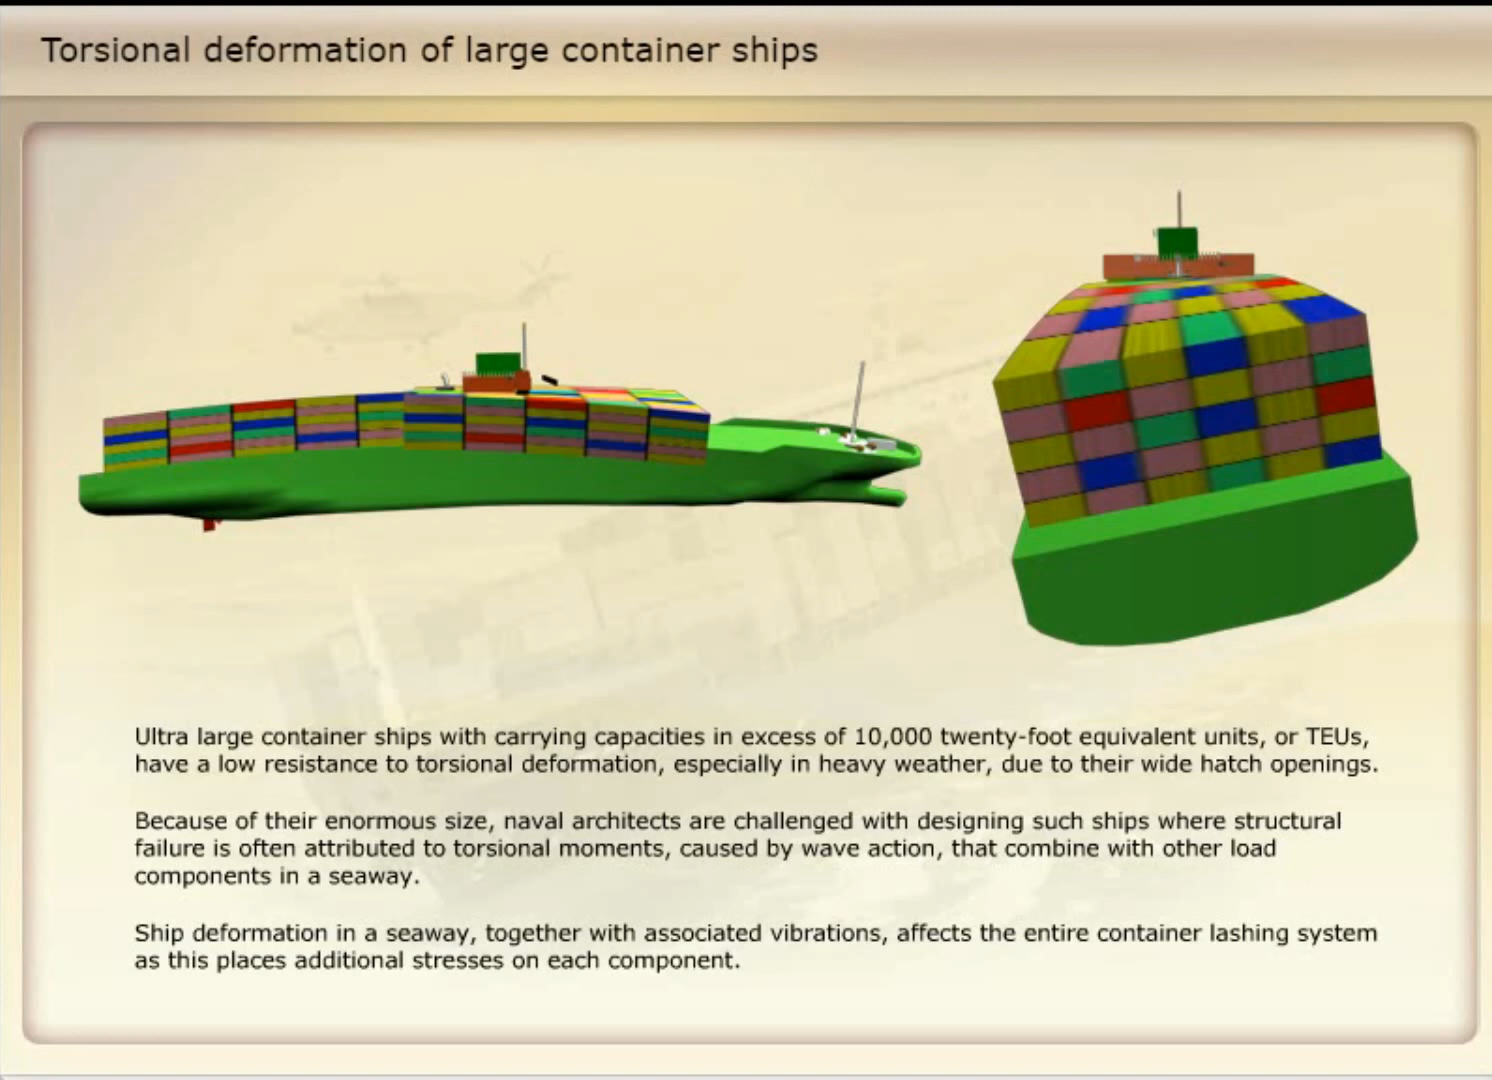 Torsional deformation of large container ships
Ultra large container ships with carrying capacities in excess of 10,000 twenty-foot equivalent units, or TEUs,
have a low resistance to torsional deformation, especially in heavy weather, due to their wide hatch openings.
Because of their enormous size, naval architects are challenged with designing such ships where structural
failure is often attributed to torsional moments, caused by wave action, that combine with other load
components in a seaway.
Ship deformation in a seaway, together with associated vibrations, affects the entire container lashing system
as this places additional stresses on each component.